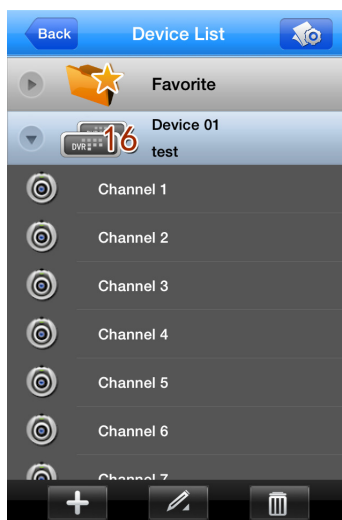 Back
Device List
Favorite
DVR
16
Device 01
test
Channel 1
Channel 2
Channel 3
Channel 4
Channel 5
Channel 6
Channel 7